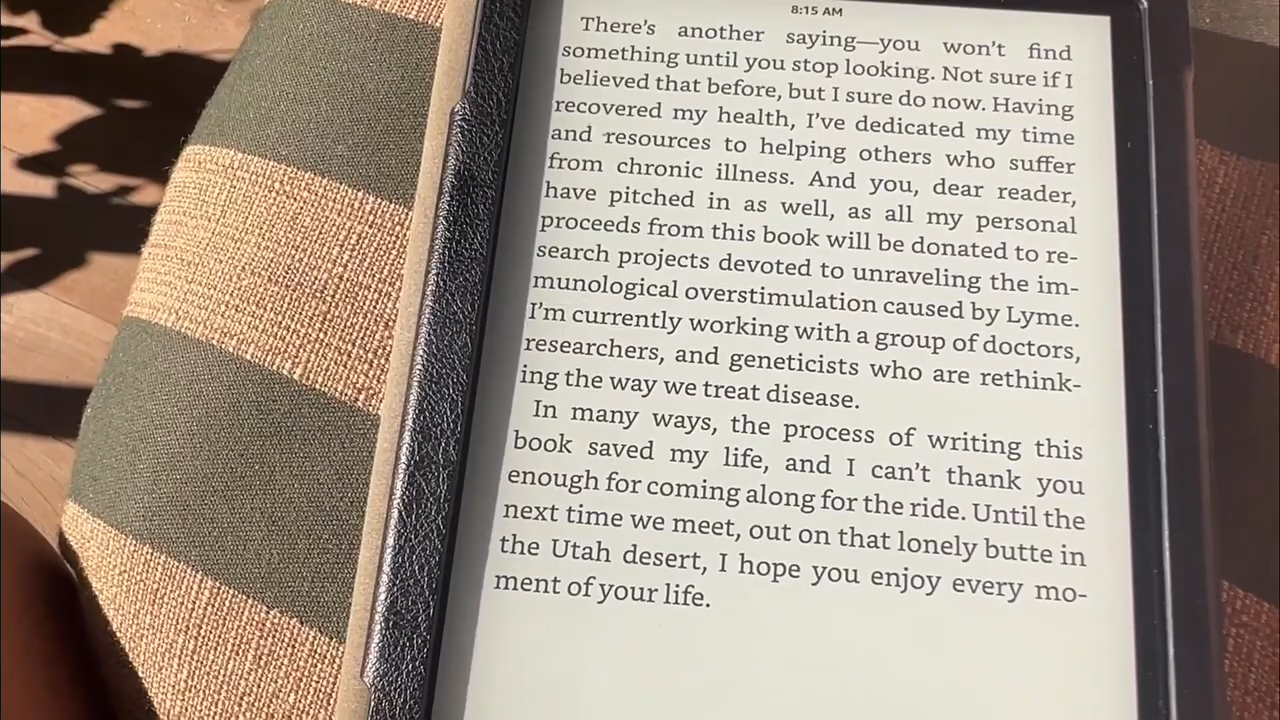 8:15 AM
There's another saying—you won't find
something until you stop looking. Not sure if I
believed that before, but I sure do now. Having
recovered my health, I've dedicated my time
and resources to helping others who suffer
from chronic illness. And you, dear reader,
have pitched in as well, as all my personal
proceeds from this book will be donated to re-
search projects devoted to unraveling the im-
munological overstimulation caused by Lyme.
I'm currently working with a group of doctors,
researchers, and geneticists who are rethink-
ing the way we treat disease.
In many ways, the process of writing this
book saved my life, and I can't thank you
enough for coming along for the ride. Until the
next time we meet, out on that lonely butte in
the Utah desert, I hope you enjoy every mo-
ment of your life.